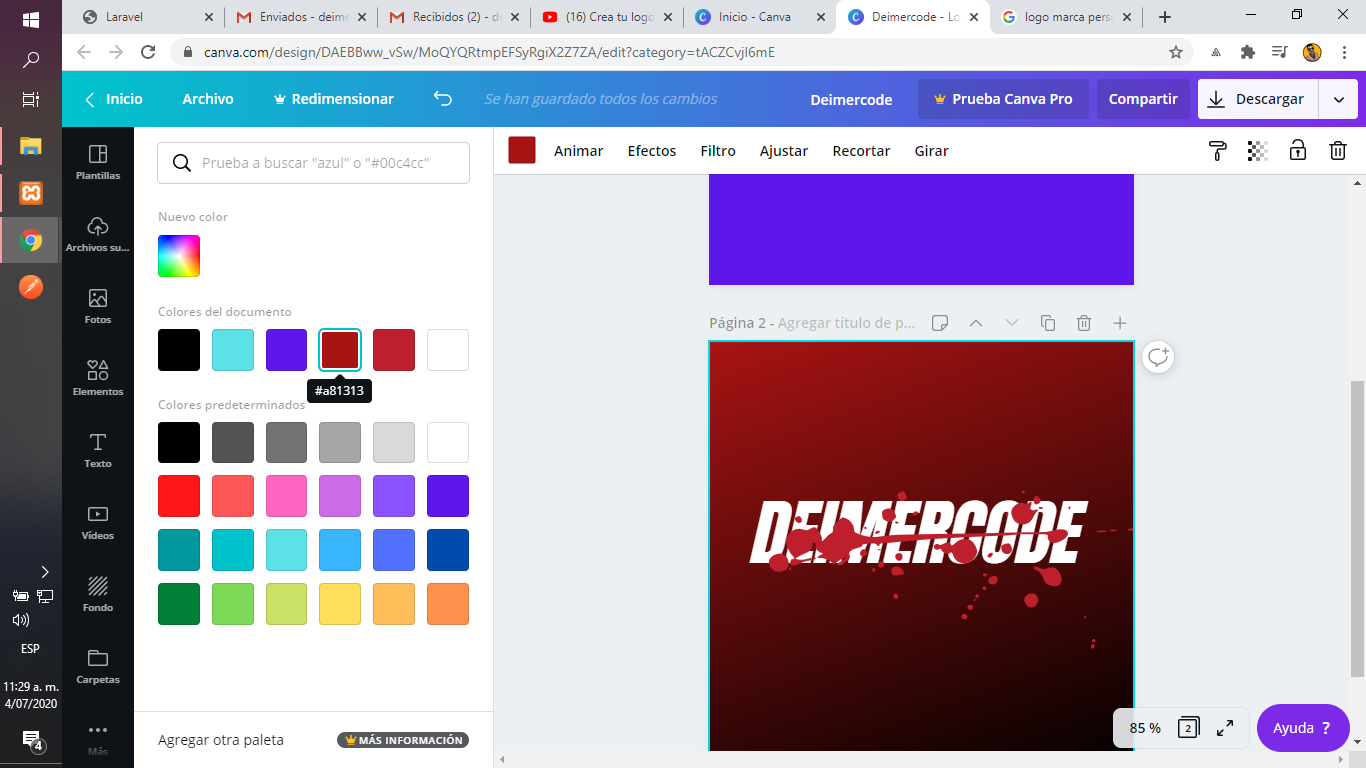 Laravel
Enviados - deime
Recibidos (2) - de
(16) Crea tu logo
Inicio - Canva
Deimercode - Lo
logo marca perso
canva.com/design/DAEBBww_vSw/MoQYQRtmpEFSyRgiX2Z7ZA/edit?category=tACZCvjI6mE
Inicio
Archivo
Redimensionar
Se han guardado todos los cambios
Deimercode
Prueba Canva Pro
Compartir
Descargar
Plantillas
Archivos su...
Fotos
Elementos
Texto
Vídeos
Fondo
Carpetas
Más
Prueba a buscar "azul" o "#00c4cc"
Nuevo color
Colores del documento
#a81313
Colores predeterminados
Agregar otra paleta
MÁS INFORMACIÓN
Animar
Efectos
Filtro
Ajustar
Recortar
Girar
Página 2 - Agregar título de p...
DEIMERCODE
85 %
2
Ayuda ?
ESP
11:29 a. m.
4/07/2020
4